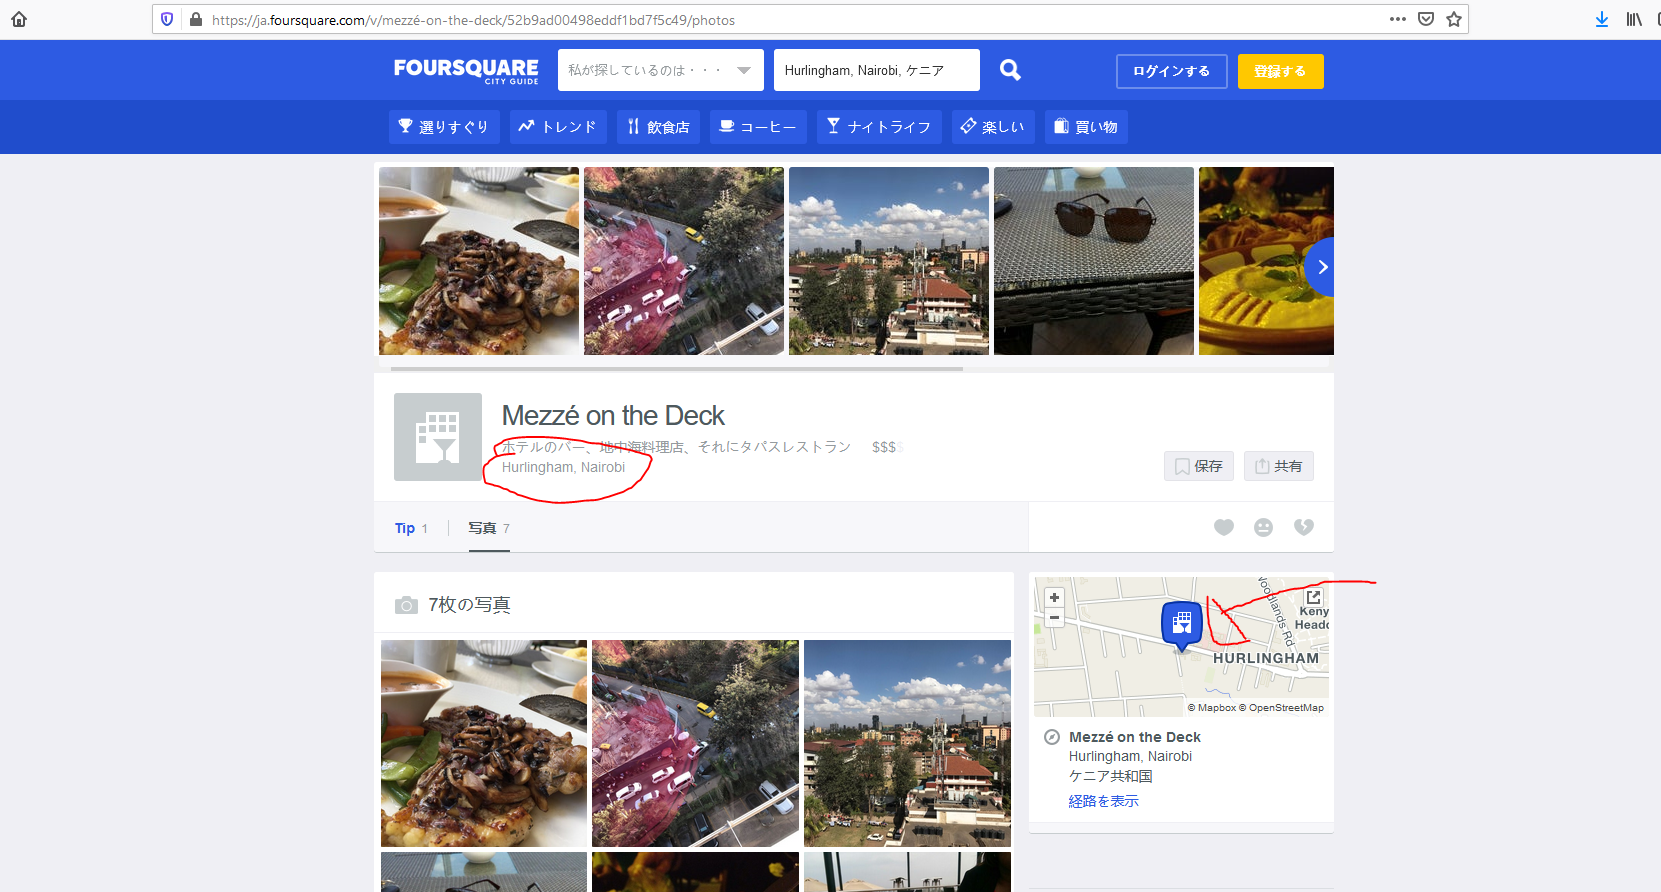 https://ja.foursquare.com/v/mezzé-on-the-deck/52b9ad00498eddf1bd7f5c49/photos
FOURSQUARE
CITY GUIDE
私が探しているのは・・・
Hurlingham, Nairobi, ケニア
ログインする
登録する
選りすぐり
トレンド
飲食店
コーヒー
ナイトライフ
楽しい
買い物
Mezzé on the Deck
ホテルのバー、地中海料理店、それにタパスレストラン $$$$
Hurlingham, Nairobi
保存
共有
Tip 1
写真 7
7枚の写真
+
−
Woodlands Rd
Keny
Headq
HURLINGHAM
© Mapbox © OpenStreetMap
Mezzé on the Deck
Hurlingham, Nairobi
ケニア共和国
経路を表示